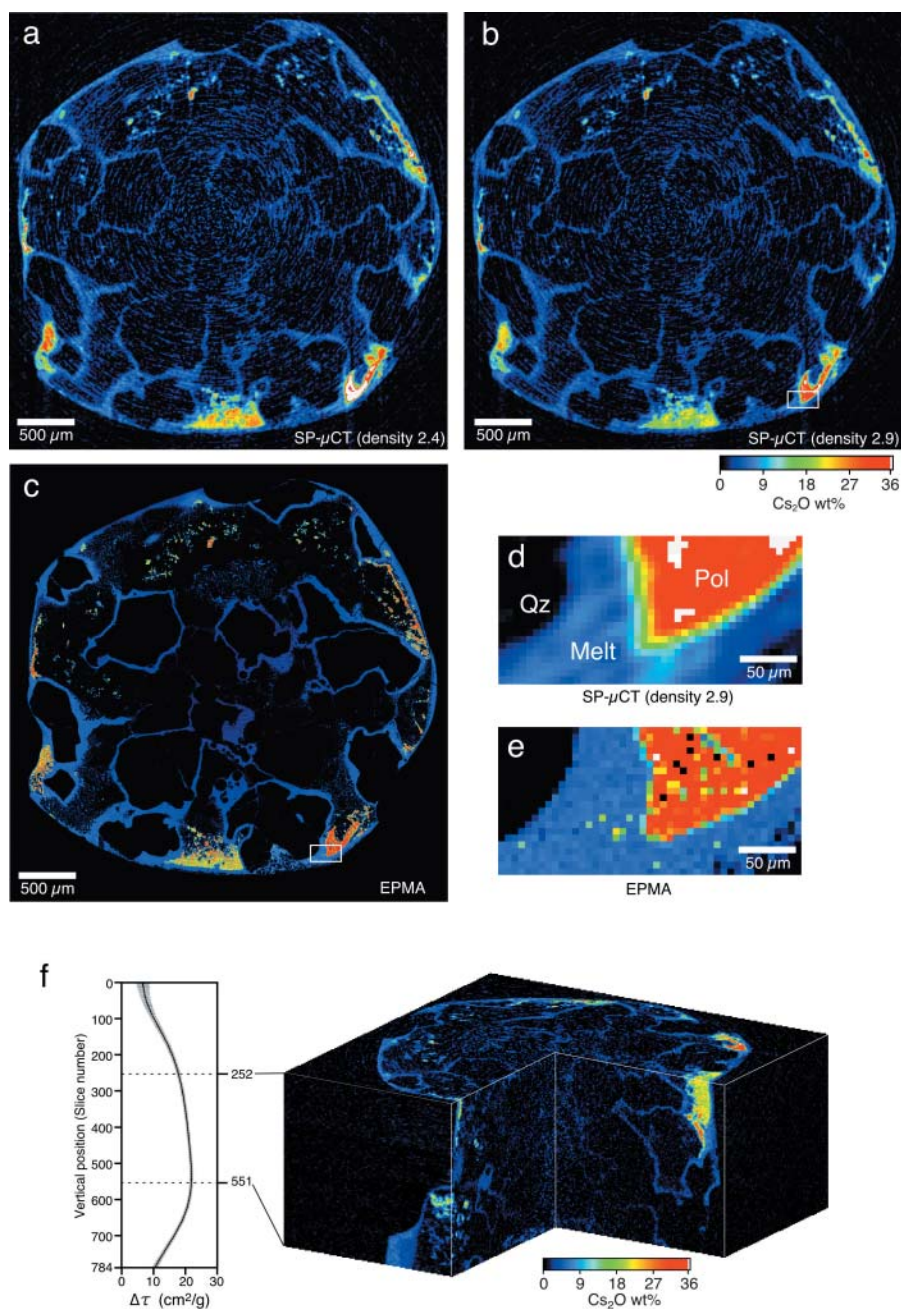 a
500 µm
SP-µCT (density 2.4)
b
500 µm
SP-µCT (density 2.9)
0 9 18 27 36
Cs₂O wt%
c
500 µm
EPMA
d
Qz
Pol
Melt
50 µm
SP-µCT (density 2.9)
e
50 µm
EPMA
f
Vertical position (Slice number)
0
100
200
300
400
500
600
700
784
252
551
0 10 20 30
Δτ (cm²/g)
0 9 18 27 36
Cs₂O wt%